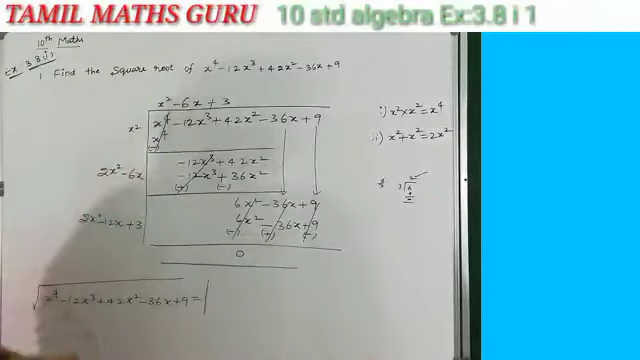 TAMIL MATHS GURU 10 std algebra Ex:3.8 I 1
10th Maths
Ex 3.8 i,
1 Find the Square root of x⁴-12x³+42x²-36x+9
x²-6x+3
x² x⁴-12x³+42x²-36x+9 i) x²×x²=x⁴
x⁴ ii) x²+x²=2x²
(-)
-12x³+42x²
2x²-6x -12x³+36x²
(+) (-)
6x²-36x+9
2x²-12x+3 6x²-36x+9
(-) (+) (-)
0
√x⁴-12x³+42x²-36x+9 = |